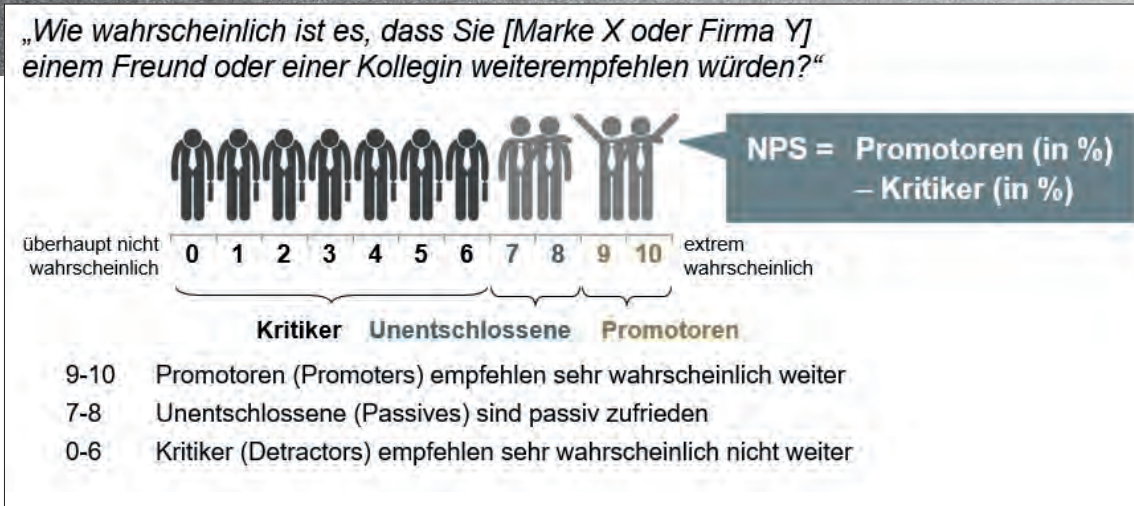 „Wie wahrscheinlich ist es, dass Sie [Marke X oder Firma Y]
einem Freund oder einer Kollegin weiterempfehlen würden?“
NPS = Promotoren (in %)
– Kritiker (in %)
überhaupt nicht
wahrscheinlich
0 1 2 3 4 5 6 7 8 9 10
extrem
wahrscheinlich
Kritiker Unentschlossene Promotoren
9-10 Promotoren (Promoters) empfehlen sehr wahrscheinlich weiter
7-8 Unentschlossene (Passives) sind passiv zufrieden
0-6 Kritiker (Detractors) empfehlen sehr wahrscheinlich nicht weiter